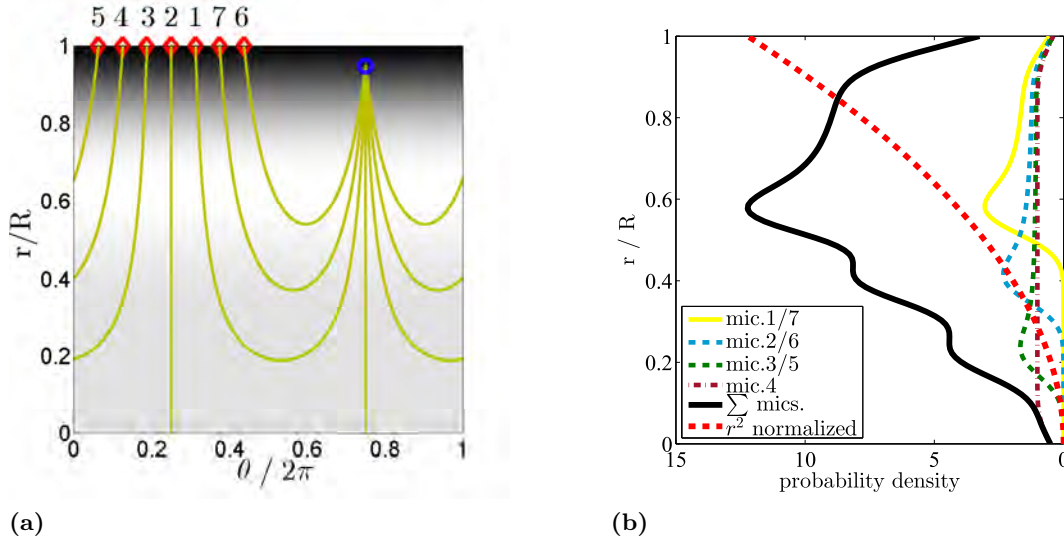 5 4 3 2 1 7 6
1
0.8
0.6
0.4
0.2
0
r/R
0 0.2 0.4 0.6 0.8 1
θ / 2π
(a)
1
0.8
0.6
0.4
0.2
0
r / R
mic.1/7
mic.2/6
mic.3/5
mic.4
∑ mics.
r² normalized
15 10 5 0
probability density
(b)